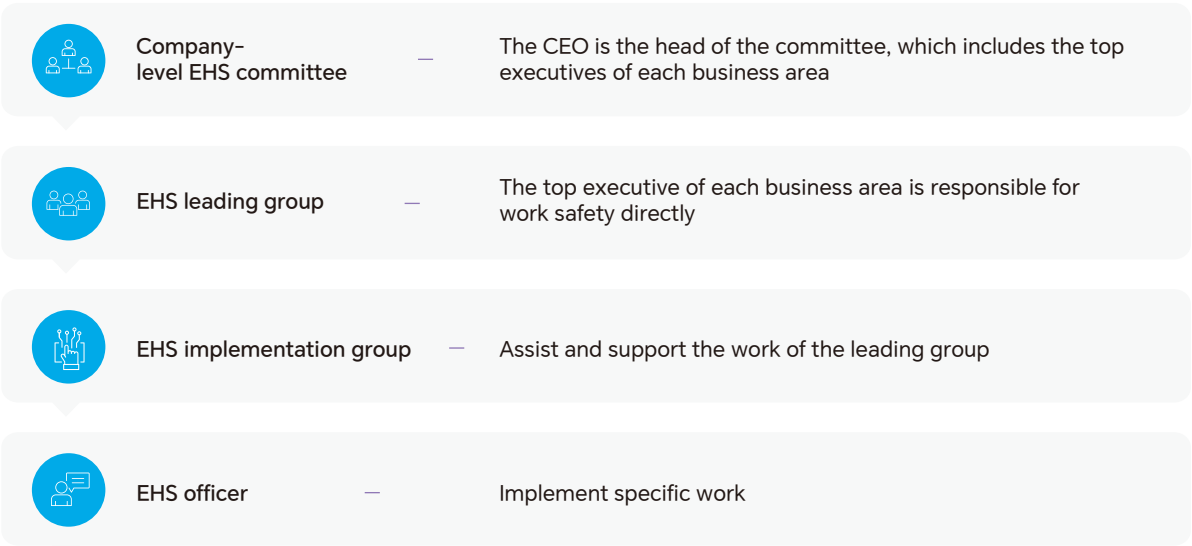 Company-
level EHS committee
—
The CEO is the head of the committee, which includes the top
executives of each business area
EHS leading group
—
The top executive of each business area is responsible for
work safety directly
EHS implementation group — Assist and support the work of the leading group
EHS officer — Implement specific work